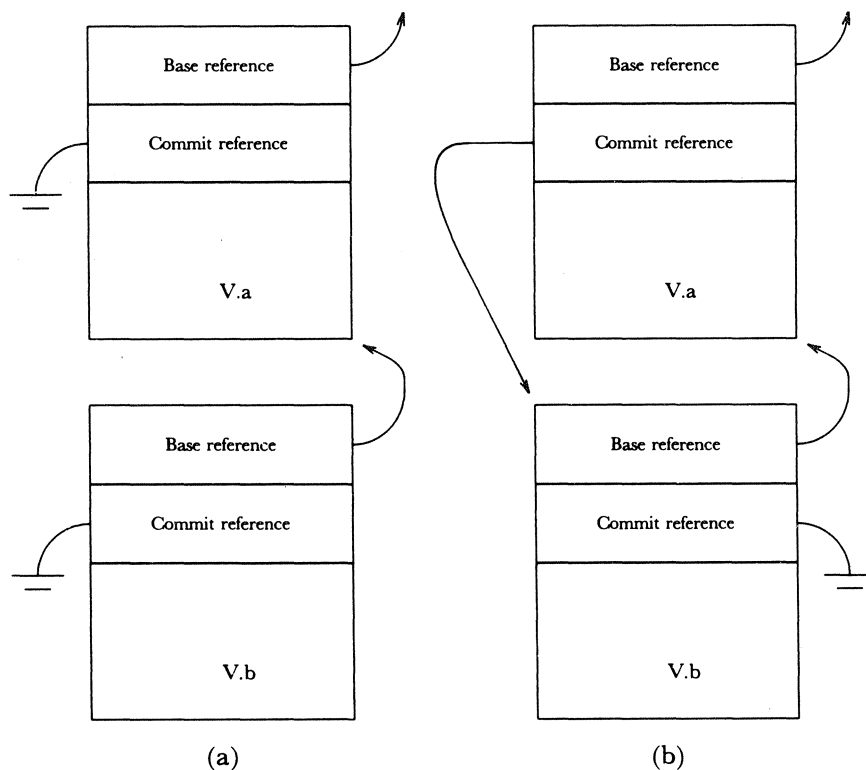 Base reference
Commit reference
V.a
Base reference
Commit reference
V.b
(a)
Base reference
Commit reference
V.a
Base reference
Commit reference
V.b
(b)